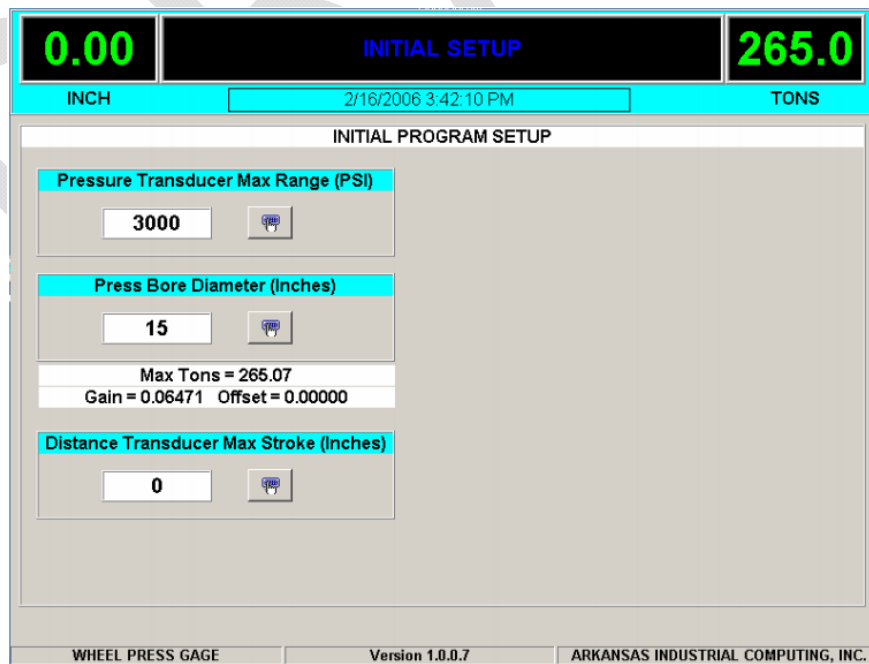 0.00
INITIAL SETUP
265.0
INCH
2/16/2006 3:42:10 PM
TONS
INITIAL PROGRAM SETUP
Pressure Transducer Max Range (PSI)
3000
Press Bore Diameter (Inches)
15
Max Tons = 265.07
Gain = 0.06471 Offset = 0.00000
Distance Transducer Max Stroke (Inches)
0
WHEEL PRESS GAGE
Version 1.0.0.7
ARKANSAS INDUSTRIAL COMPUTING, INC.